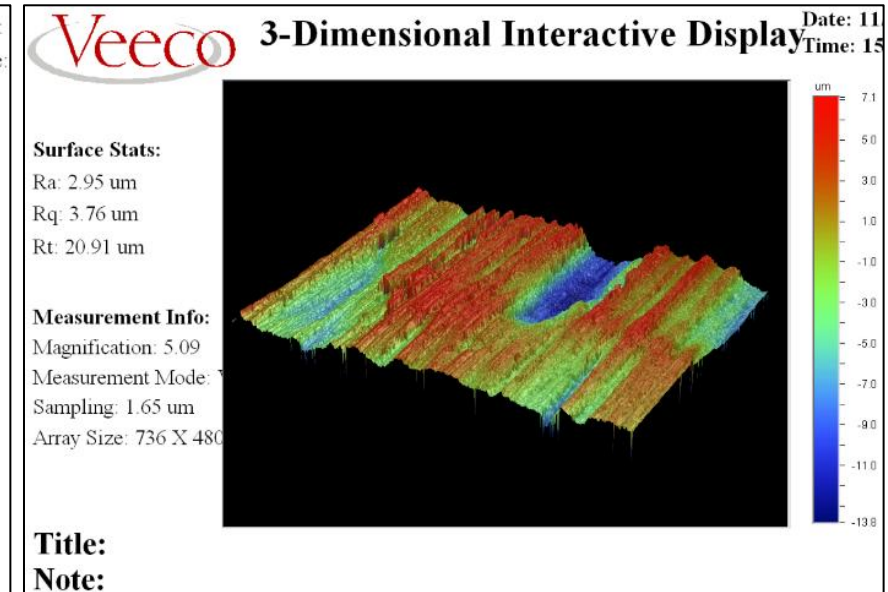 Veeco
3-Dimensional Interactive Display
Date: 11
Time: 15
Surface Stats:
Ra: 2.95 um
Rq: 3.76 um
Rt: 20.91 um
Measurement Info:
Magnification: 5.09
Measurement Mode:
Sampling: 1.65 um
Array Size: 736 X 480
um
7.1
5.0
3.0
1.0
-1.0
-3.0
-5.0
-7.0
-9.0
-11.0
-13.8
Title:
Note: